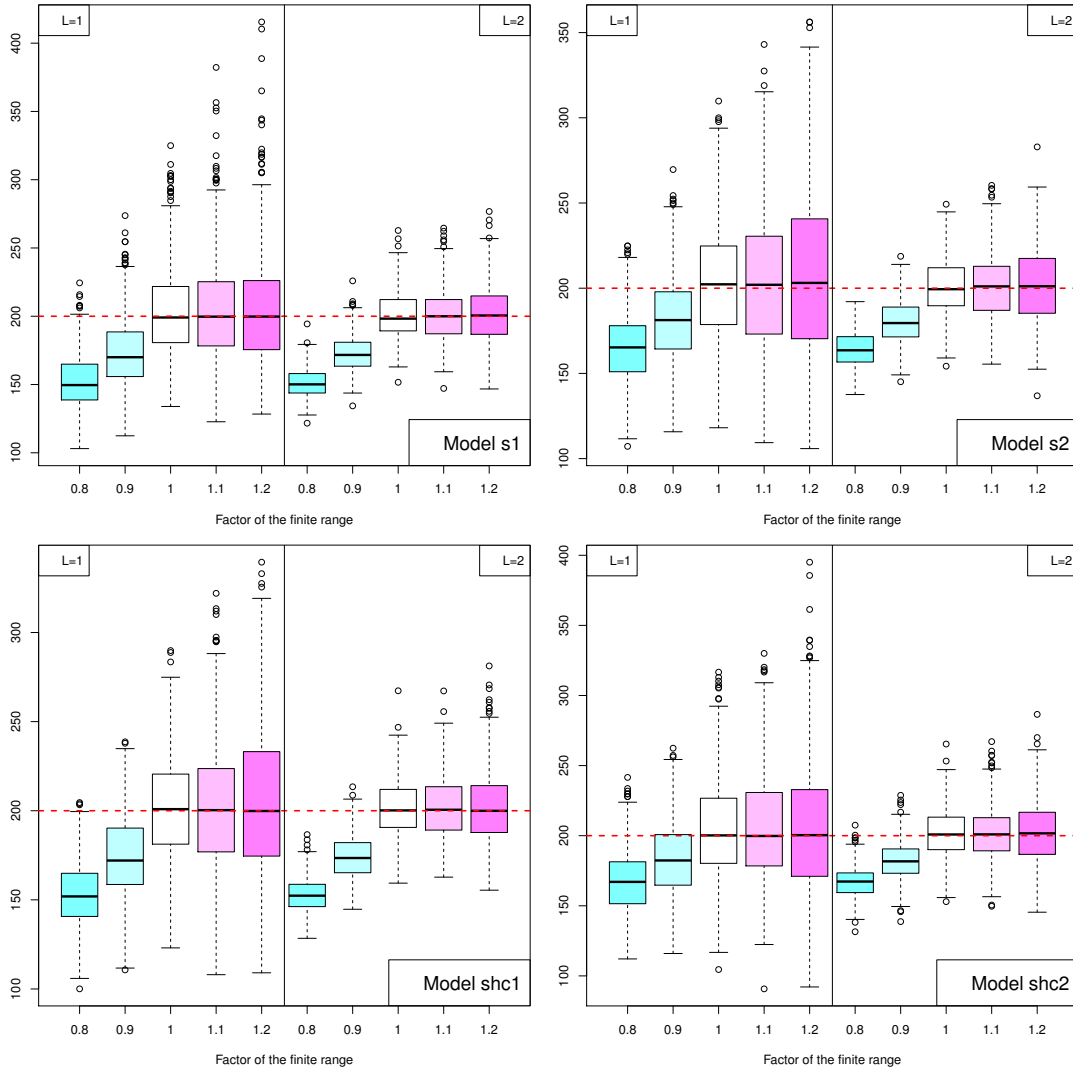 L=1
L=2
400
350
300
250
200
150
100
Model s1
0.8 0.9 1 1.1 1.2 0.8 0.9 1 1.1 1.2
Factor of the finite range
L=1
L=2
350
300
250
200
150
100
Model s2
0.8 0.9 1 1.1 1.2 0.8 0.9 1 1.1 1.2
Factor of the finite range
L=1
L=2
300
250
200
150
100
Model shc1
0.8 0.9 1 1.1 1.2 0.8 0.9 1 1.1 1.2
Factor of the finite range
L=1
L=2
400
350
300
250
200
150
100
Model shc2
0.8 0.9 1 1.1 1.2 0.8 0.9 1 1.1 1.2
Factor of the finite range